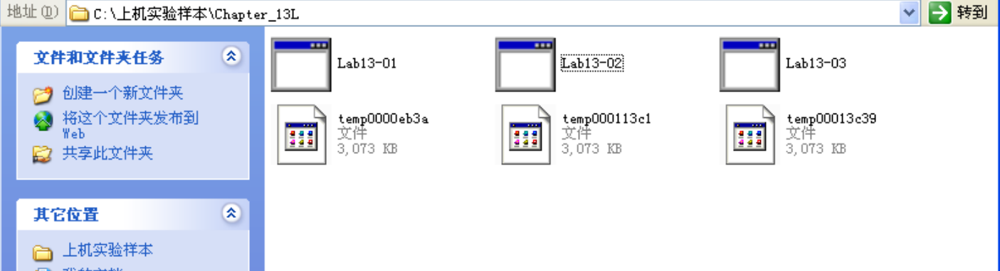 地址(D) C:\上机实验样本\Chapter_13L 转到
文件和文件夹任务
创建一个新文件夹
将这个文件夹发布到
Web
共享此文件夹
其它位置
上机实验样本
我的文档
Lab13-01
Lab13-02
Lab13-03
temp0000eb3a
文件
3,073 KB
temp000113c1
文件
3,073 KB
temp00013c39
文件
3,073 KB